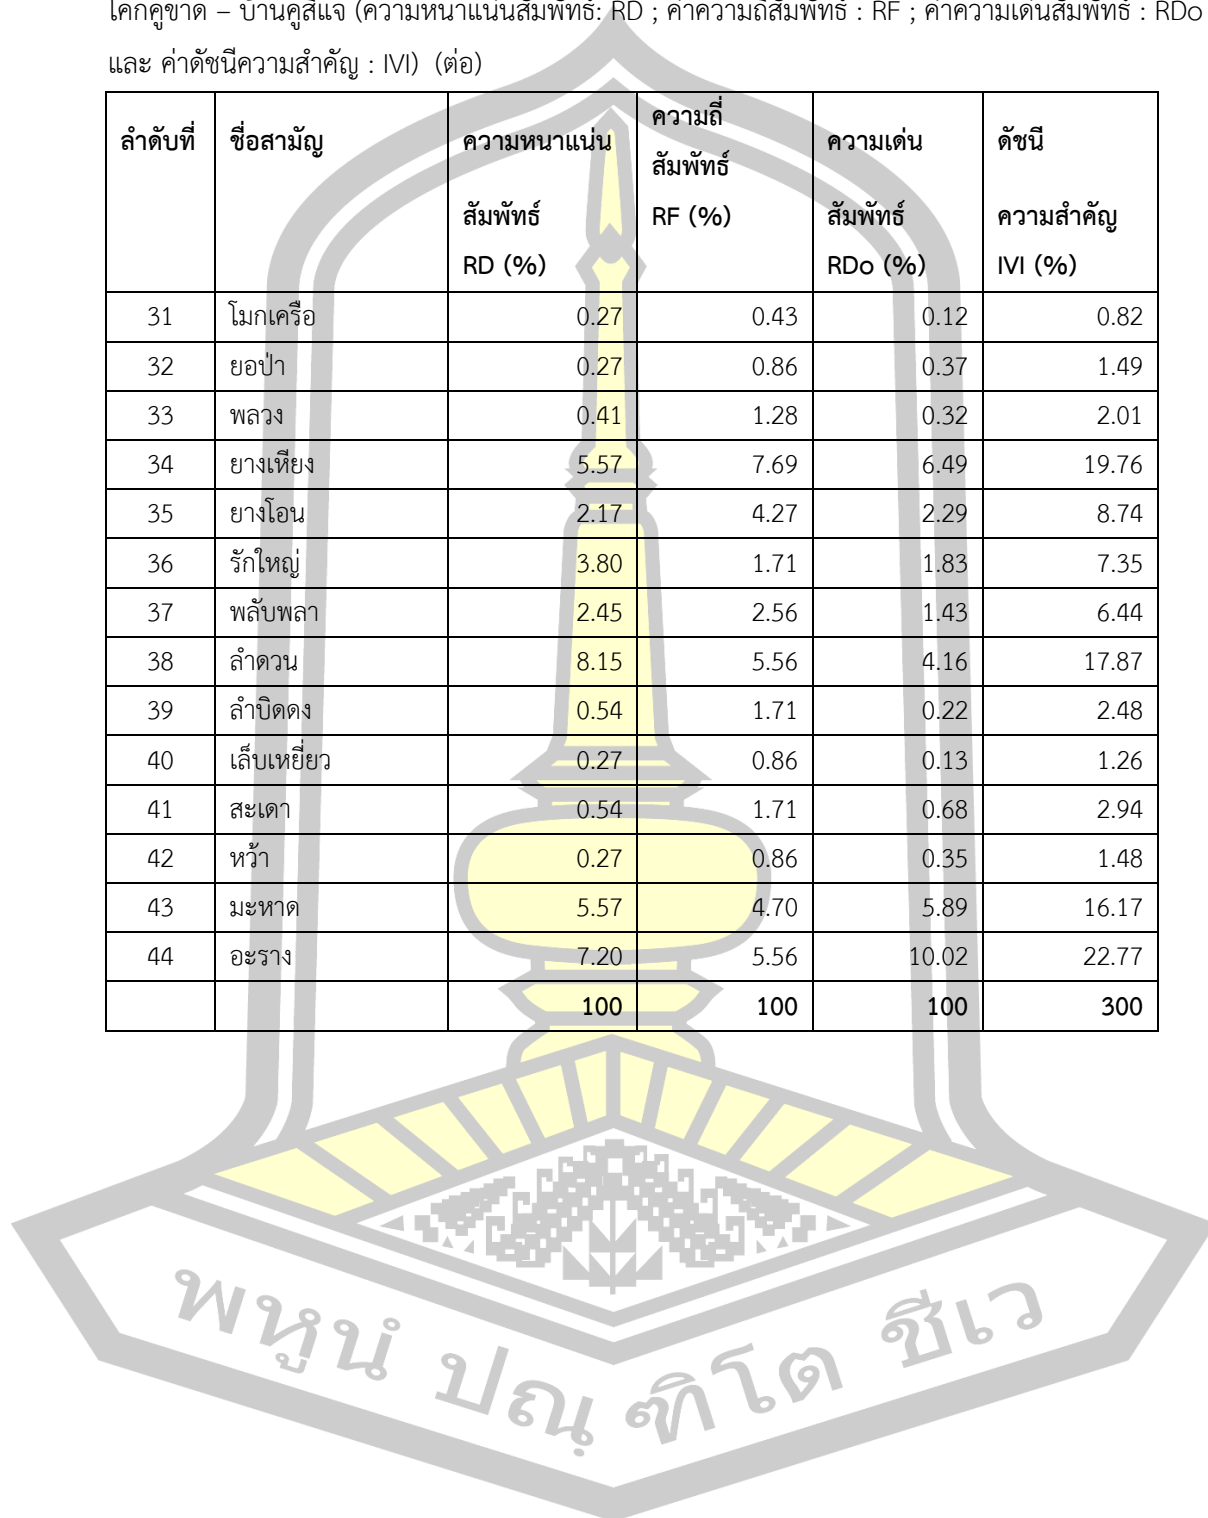 โคกคูขาด – บ้านคูสี่แจ (ความหนาแน่นสัมพัทธ์: RD ; ค่าความถี่สัมพัทธ์ : RF ; ค่าความเด่นสัมพัทธ์ : RDo
และ ค่าดัชนีความสำคัญ : IVI) (ต่อ)
ลำดับที่ ชื่อสามัญ ความหนาแน่น สัมพัทธ์ RD (%) ความถี่ สัมพัทธ์ RF (%) ความเด่น สัมพัทธ์ RDo (%) ดัชนี ความสำคัญ IVI (%)
31 โมกเครือ 0.27 0.43 0.12 0.82
32 ยอป่า 0.27 0.86 0.37 1.49
33 พลวง 0.41 1.28 0.32 2.01
34 ยางเหียง 5.57 7.69 6.49 19.76
35 ยางโอน 2.17 4.27 2.29 8.74
36 รักใหญ่ 3.80 1.71 1.83 7.35
37 พลับพลา 2.45 2.56 1.43 6.44
38 ลำดวน 8.15 5.56 4.16 17.87
39 ลำบิดดง 0.54 1.71 0.22 2.48
40 เล็บเหยี่ยว 0.27 0.86 0.13 1.26
41 สะเดา 0.54 1.71 0.68 2.94
42 หว้า 0.27 0.86 0.35 1.48
43 มะหาด 5.57 4.70 5.89 16.17
44 อะราง 7.20 5.56 10.02 22.77
100 100 100 300
พหูนํ ปณฺฑิโต ชีเว